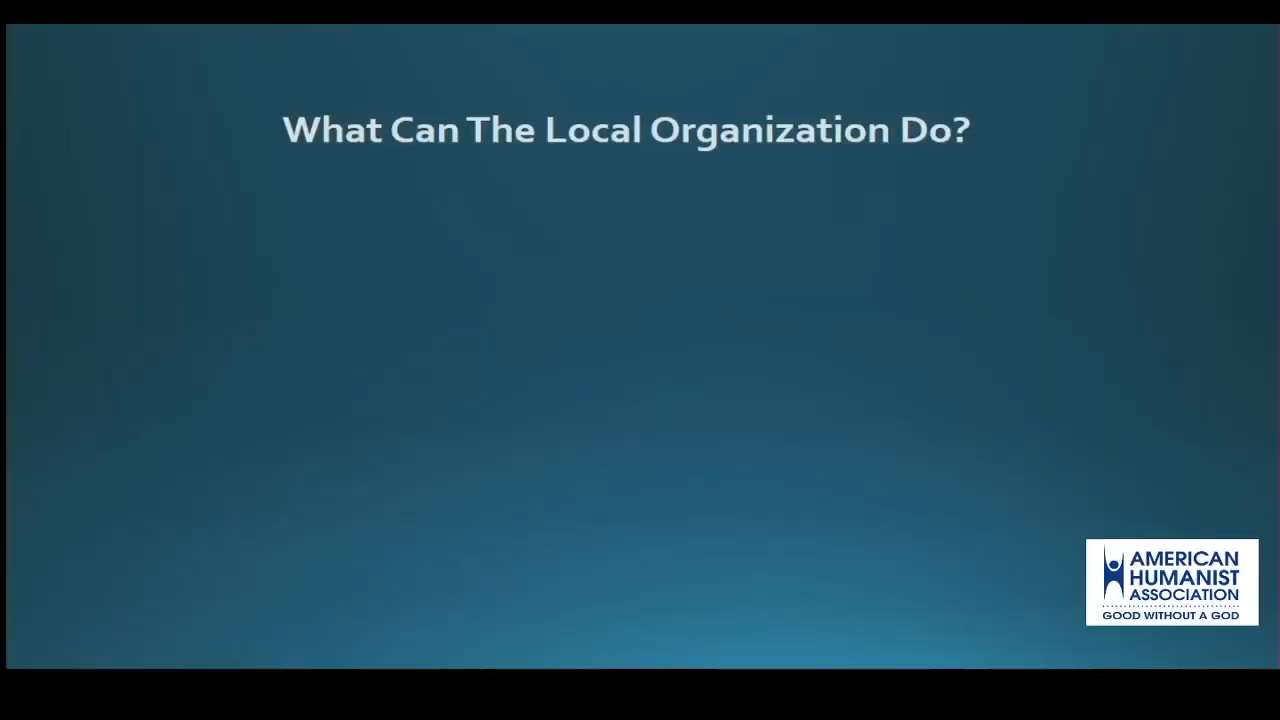 What Can The Local Organization Do?
AMERICAN
HUMANIST
ASSOCIATION
GOOD WITHOUT A GOD